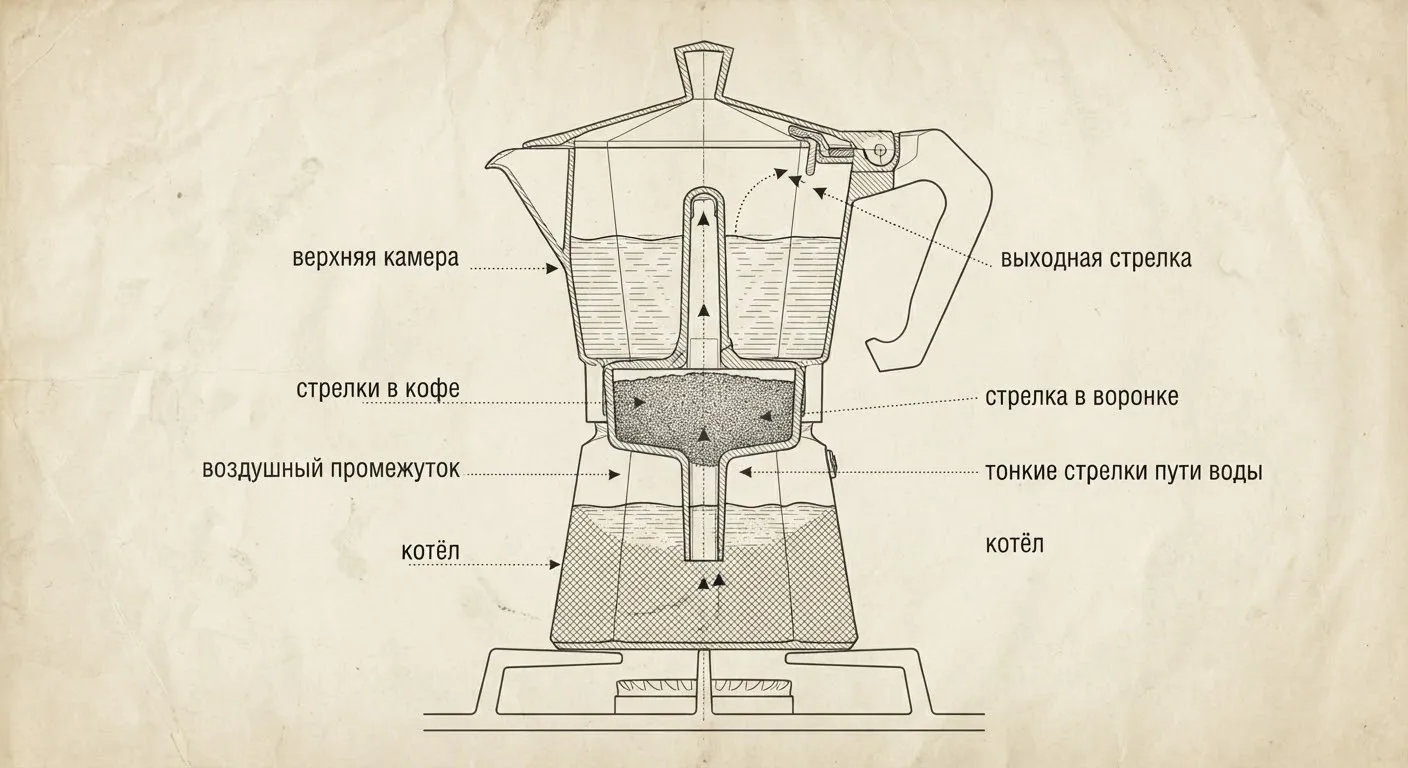 верхняя камера
выходная стрелка
стрелки в кофе
стрелка в воронке
воздушный промежуток
тонкие стрелки пути воды
котёл
котёл